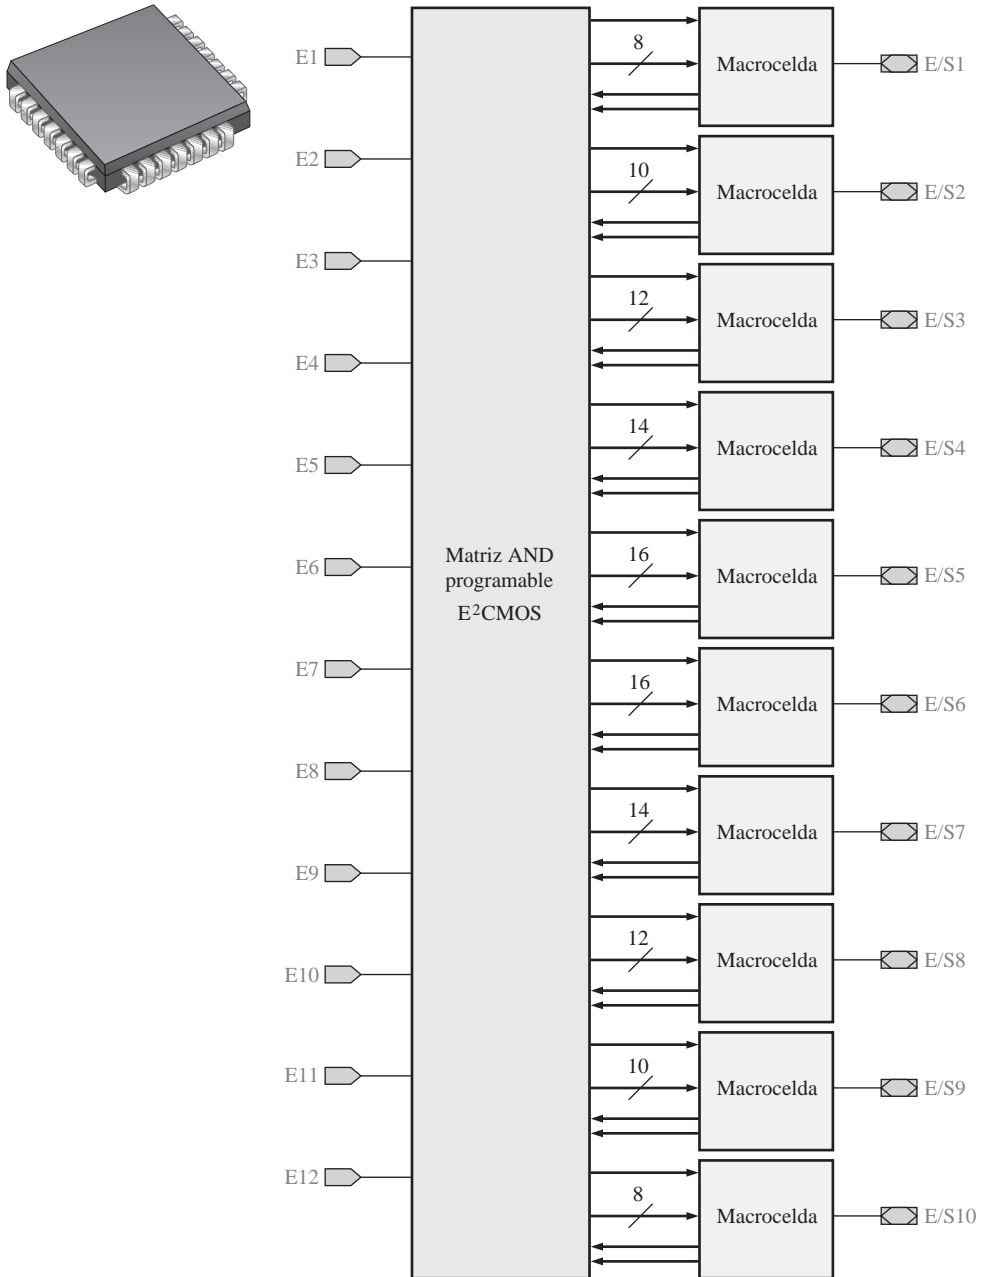 E1
8
Macrocelda
E/S1
E2
10
Macrocelda
E/S2
E3
12
Macrocelda
E/S3
E4
14
Macrocelda
E/S4
E5
16
Macrocelda
E/S5
Matriz AND
programable
E²CMOS
E6
16
Macrocelda
E/S6
E7
14
Macrocelda
E/S7
E8
12
Macrocelda
E/S8
E9
10
Macrocelda
E/S9
E10
8
Macrocelda
E/S10
E11
E12